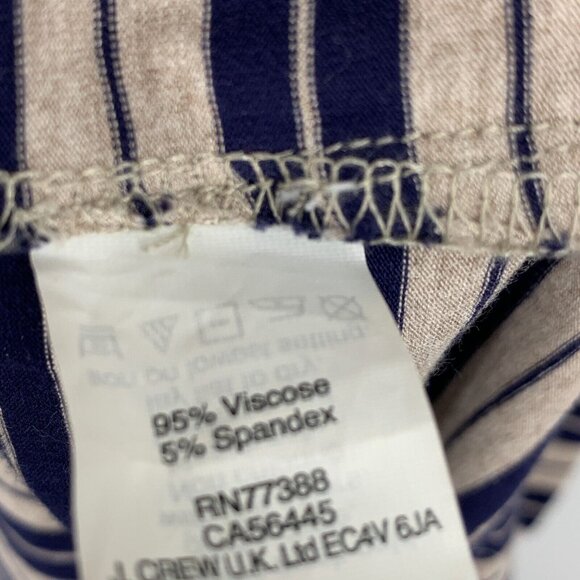 95% Viscose
5% Spandex
RN77388
CA56445
J. CREW U.K. Ltd EC4V 6JA